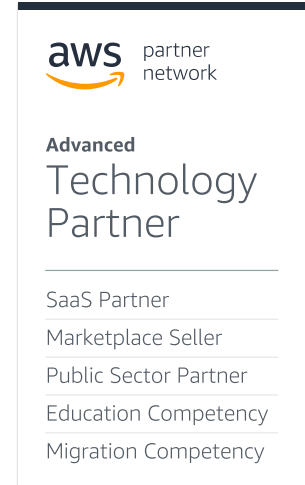 aws partner
network
Advanced
Technology
Partner
SaaS Partner
Marketplace Seller
Public Sector Partner
Education Competency
Migration Competency